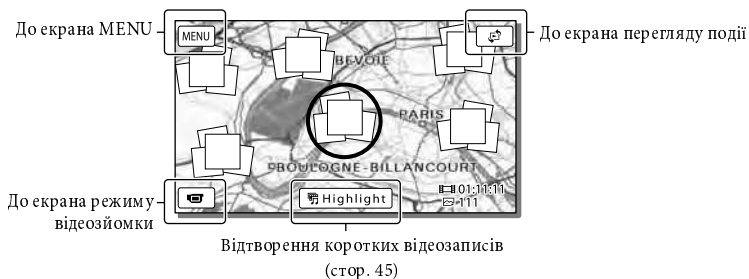 До екрана MENU
MENU
До екрана перегляду події
BEVOIE
PARIS
BOULOGNE-BILLANCOURT
До екрана режиму
відеозйомки
Highlight
01:11:11
111
Відтворення коротких відеозаписів
(стор. 45)